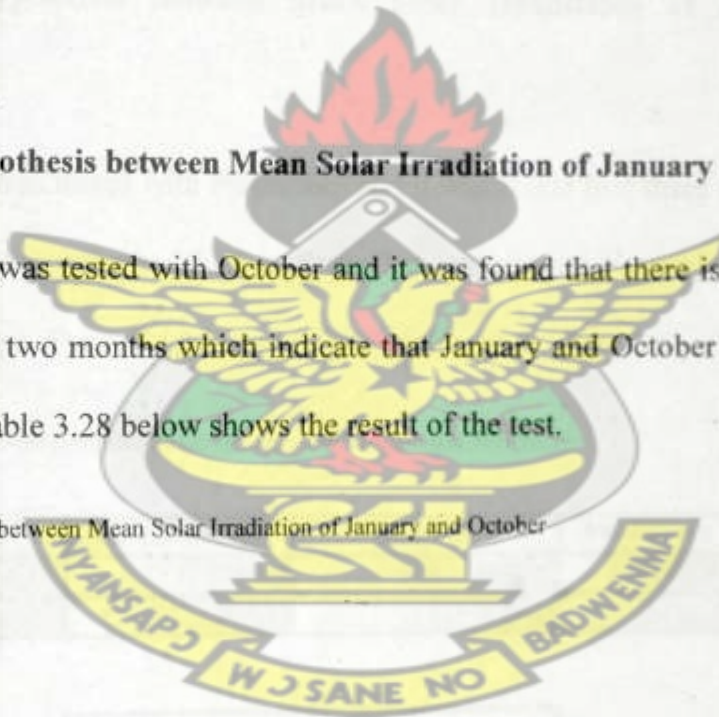 othesis between Mean Solar Irradiation of January
was tested with October and it was found that there is
two months which indicate that January and October
able 3.28 below shows the result of the test.
between Mean Solar Irradiation of January and October
NYANSAPƆ
WƆSANE NO
BADWENMA